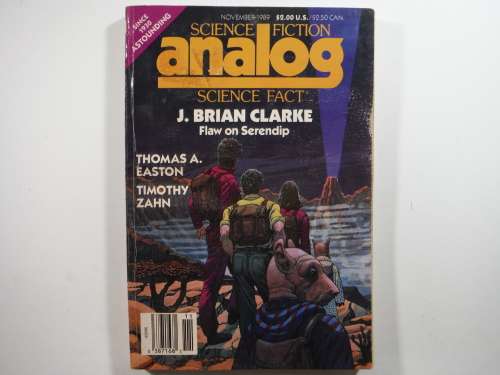 SINCE
1930
ASTOUNDING
NOVEMBER 1989 $2.00 U.S./$2.50 CAN.
SCIENCE FICTION
analog
SCIENCE FACT
J. BRIAN CLARKE
Flaw on Serendip
THOMAS A.
EASTON
TIMOTHY
ZAHN
11